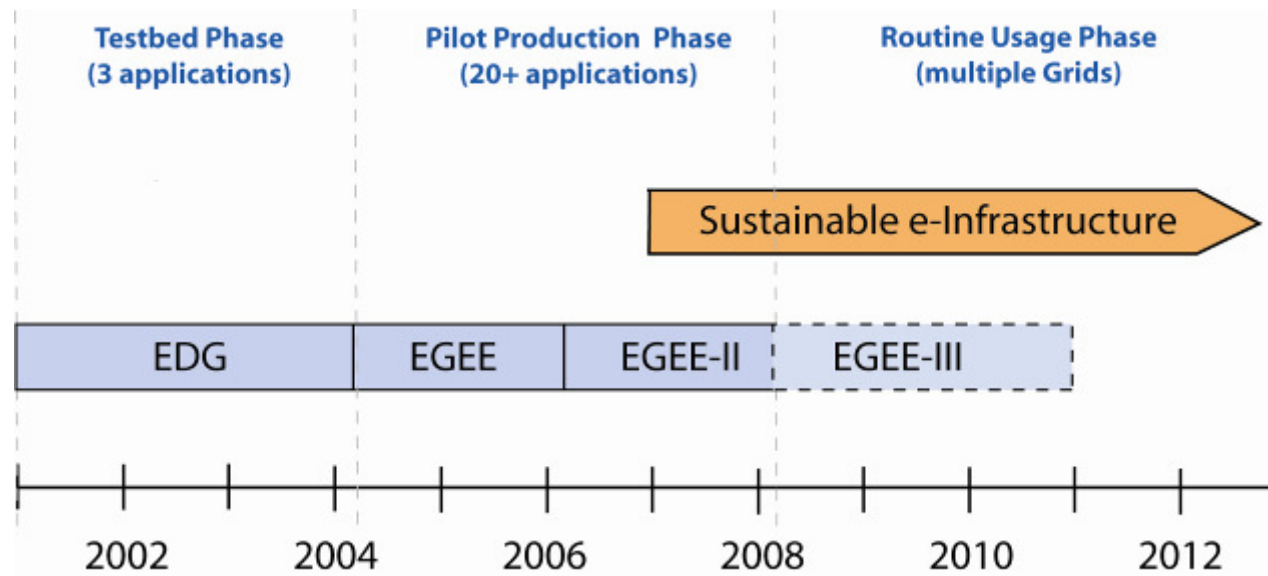 Testbed Phase
(3 applications)
Pilot Production Phase
(20+ applications)
Routine Usage Phase
(multiple Grids)
Sustainable e-Infrastructure
EDG
EGEE
EGEE-II
EGEE-III
2002
2004
2006
2008
2010
2012